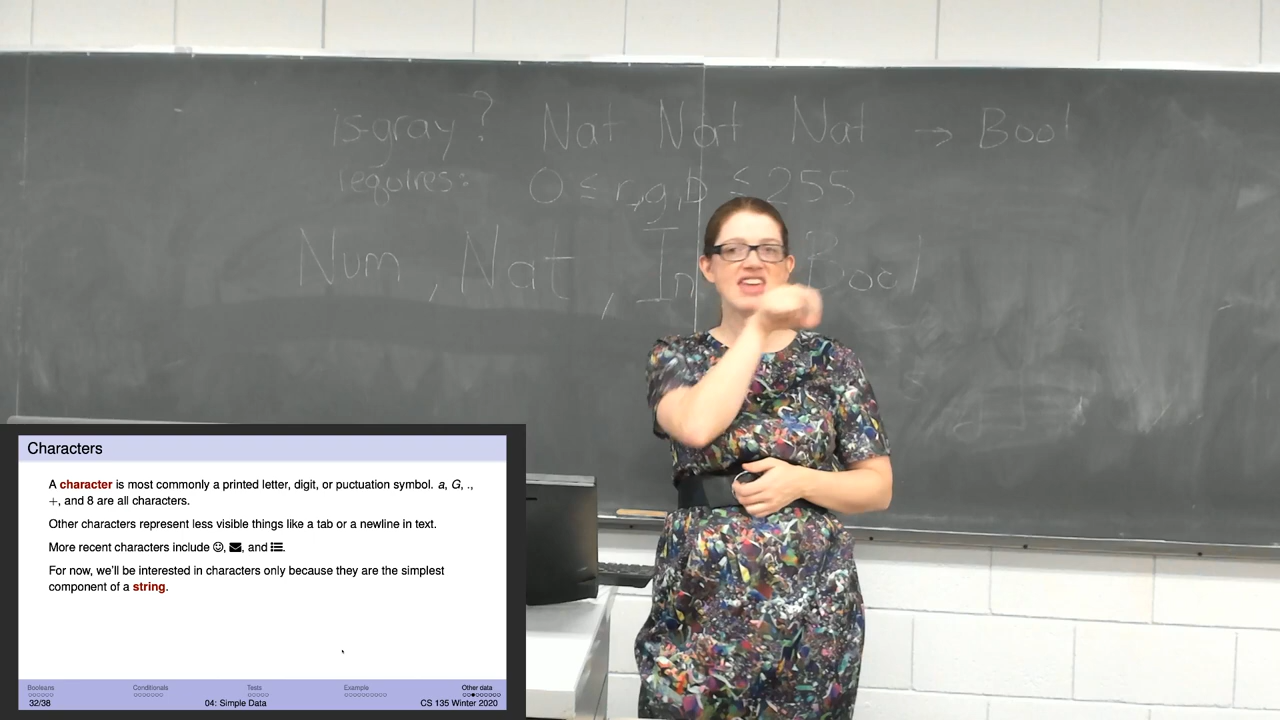 is-gray? Nat Nat Nat → Bool
requires: 0 ≤ r,g,b ≤ 255
Num, Nat, In Bool
Characters
A character is most commonly a printed letter, digit, or puctuation symbol. a, G, .,
+, and 8 are all characters.
Other characters represent less visible things like a tab or a newline in text.
More recent characters include ☺, ✉, and ≔.
For now, we'll be interested in characters only because they are the simplest
component of a string.
Booleans Conditionals Tests Example Other data
32/38 04: Simple Data CS 135 Winter 2020